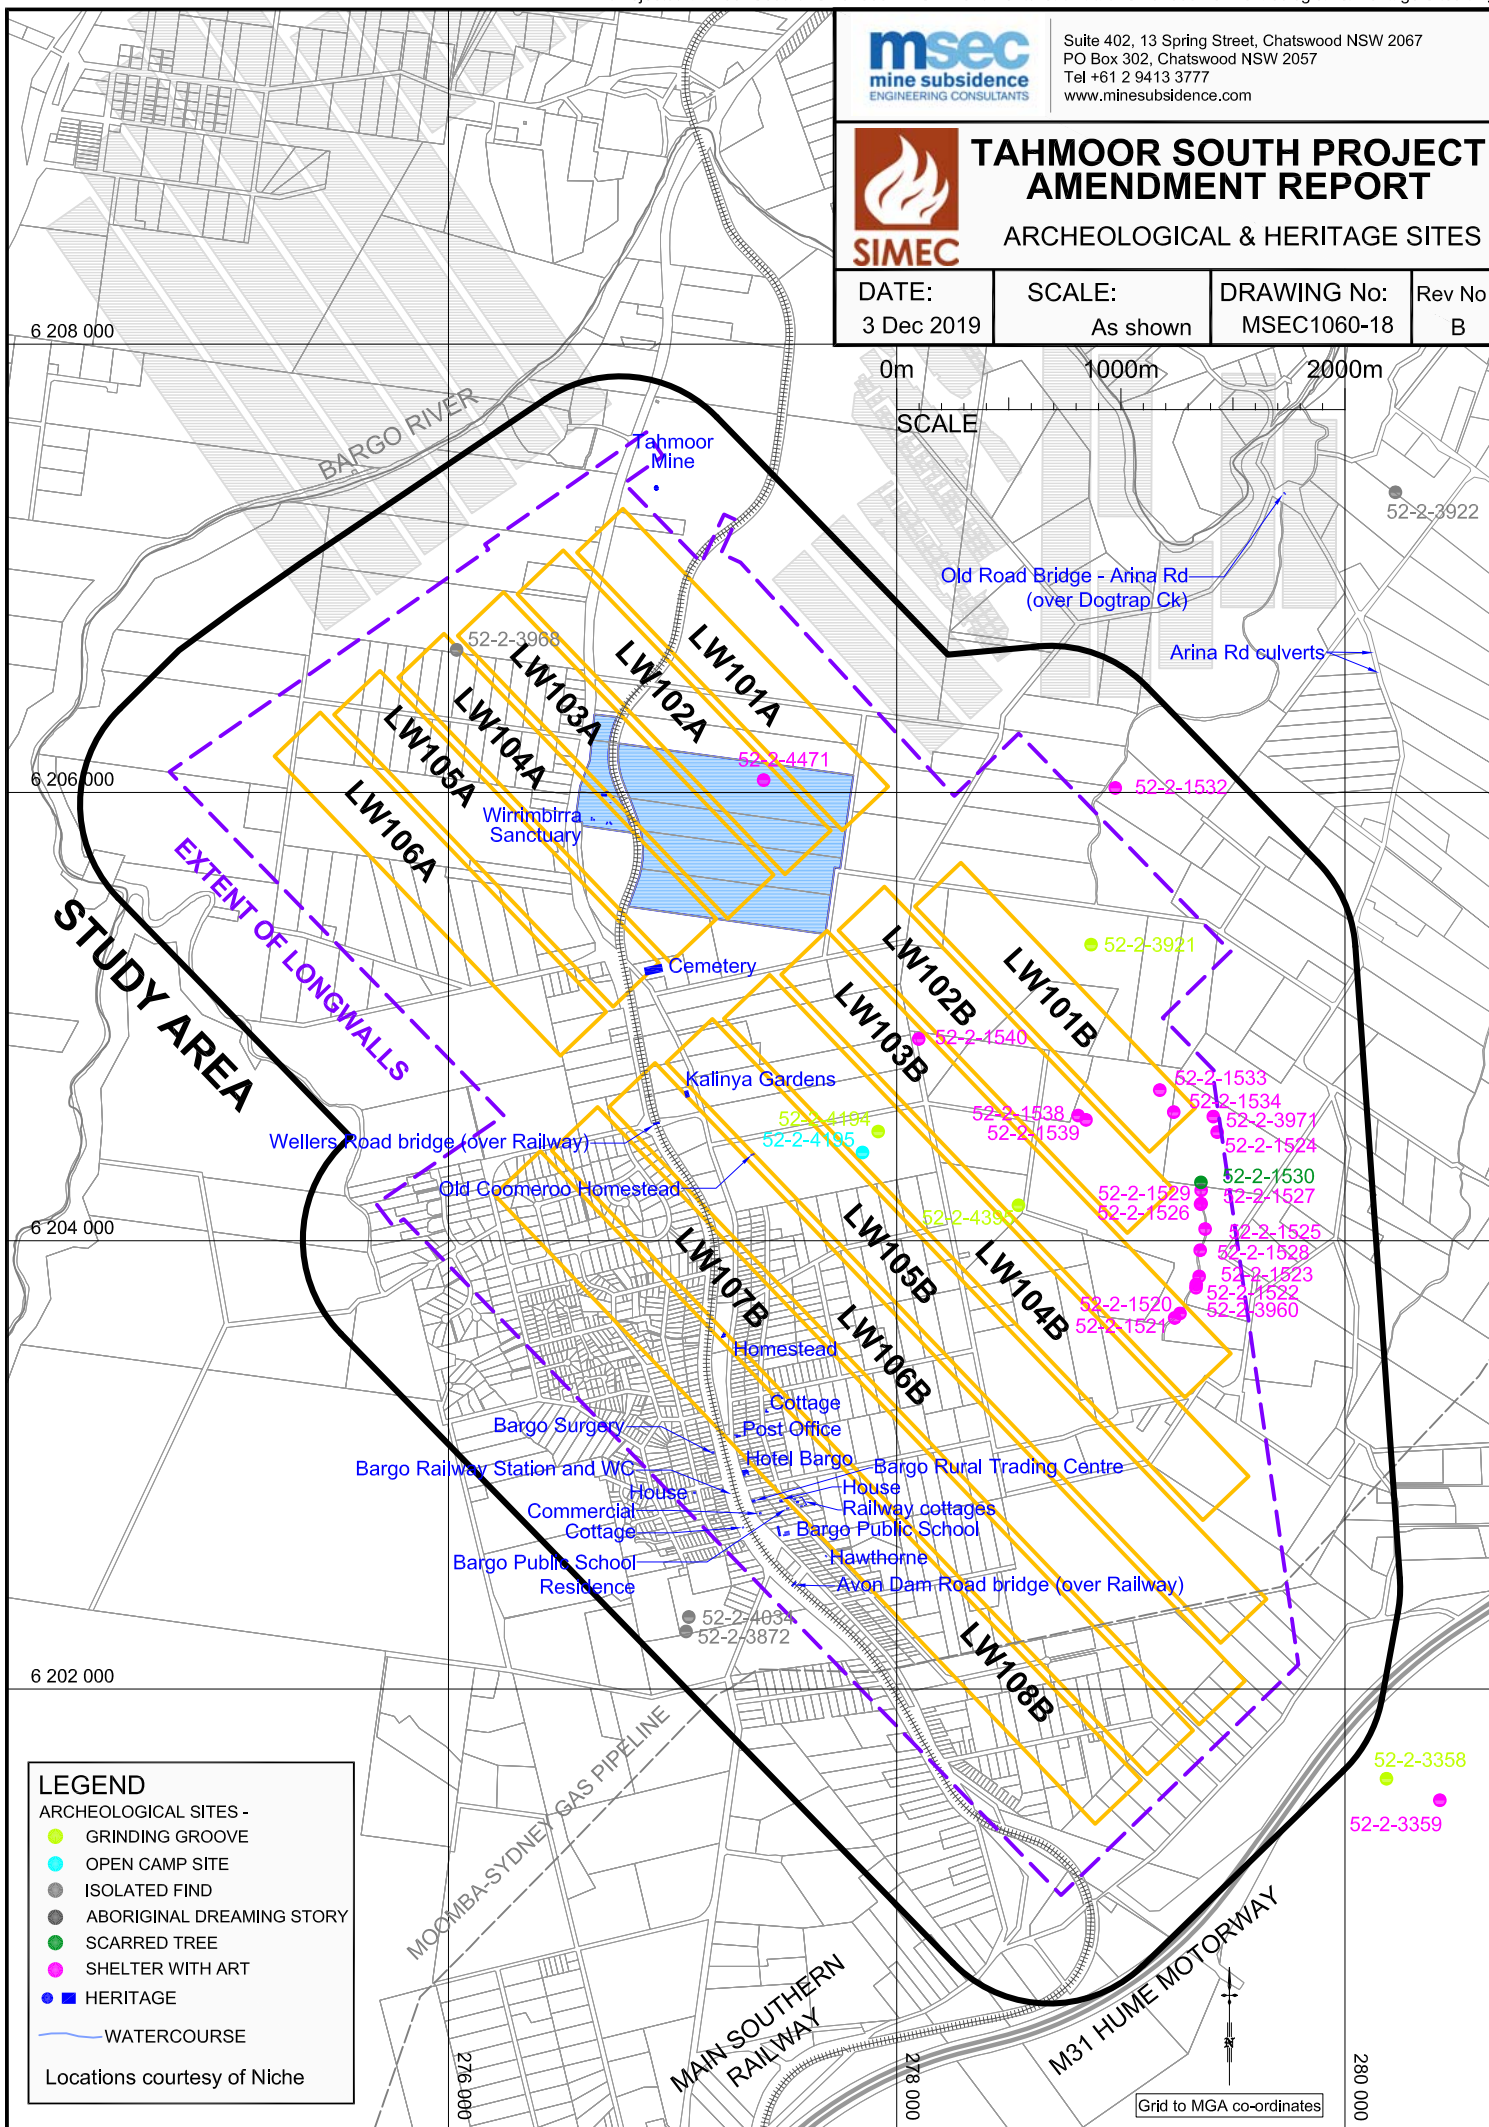 msec
mine subsidence
ENGINEERING CONSULTANTS
Suite 402, 13 Spring Street, Chatswood NSW 2067
PO Box 302, Chatswood NSW 2057
Tel +61 2 9413 3777
www.minesubsidence.com
SIMEC
TAHMOOR SOUTH PROJECT
AMENDMENT REPORT
ARCHEOLOGICAL & HERITAGE SITES
DATE:
3 Dec 2019
SCALE:
As shown
DRAWING No:
MSEC1060-18
Rev No
B
6 208 000
0m
1000m
2000m
SCALE
BARGO RIVER
Tahmoor
Mine
52-2-3922
Old Road Bridge - Arina Rd
(over Dogtrap Ck)
Arina Rd culverts
52-2-3968
LW101A
LW102A
LW103A
LW104A
LW105A
LW106A
52-2-4471
6 206 000
52-2-1532
Wirrimbirra
Sanctuary
EXTENT OF LONGWALLS
STUDY AREA
Cemetery
52-2-3921
LW101B
LW102B
LW103B
52-2-1540
Kalinya Gardens
52-2-1533
52-2-1534
52-2-3971
52-2-1524
52-2-1538
52-2-1539
52-2-4194
52-2-4195
Wellers Road bridge (over Railway)
Old Coomeroo Homestead
52-2-1530
52-2-1529
52-2-1527
52-2-1526
52-2-4395
52-2-1525
6 204 000
52-2-1528
LW104B
LW105B
LW106B
LW107B
52-2-1523
52-2-1522
52-2-3960
52-2-1520
52-2-1521
Homestead
Cottage
Bargo Surgery
Post Office
Hotel Bargo
Bargo Railway Station and WC
Bargo Rural Trading Centre
House
House
Commercial
Railway cottages
Cottage
Bargo Public School
Bargo Public School
Residence
Hawthorne
Avon Dam Road bridge (over Railway)
52-2-4034
52-2-3872
LW108B
6 202 000
MOOMBA-SYDNEY GAS PIPELINE
52-2-3358
52-2-3359
LEGEND
ARCHEOLOGICAL SITES -
GRINDING GROOVE
OPEN CAMP SITE
ISOLATED FIND
ABORIGINAL DREAMING STORY
SCARRED TREE
SHELTER WITH ART
HERITAGE
WATERCOURSE
Locations courtesy of Niche
MAIN SOUTHERN
RAILWAY
M31 HUME MOTORWAY
N
276 000
278 000
280 000
Grid to MGA co-ordinates